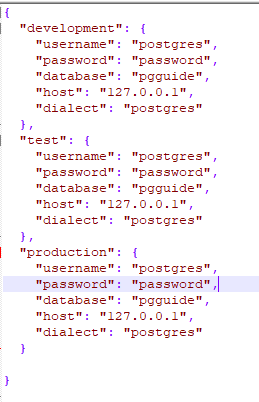 {
"development": {
"username": "postgres",
"password": "password",
"database": "pgguide",
"host": "127.0.0.1",
"dialect": "postgres"
},
"test": {
"username": "postgres",
"password": "password",
"database": "pgguide",
"host": "127.0.0.1",
"dialect": "postgres"
},
"production": {
"username": "postgres",
"password": "password",
"database": "pgguide",
"host": "127.0.0.1",
"dialect": "postgres"
}
}